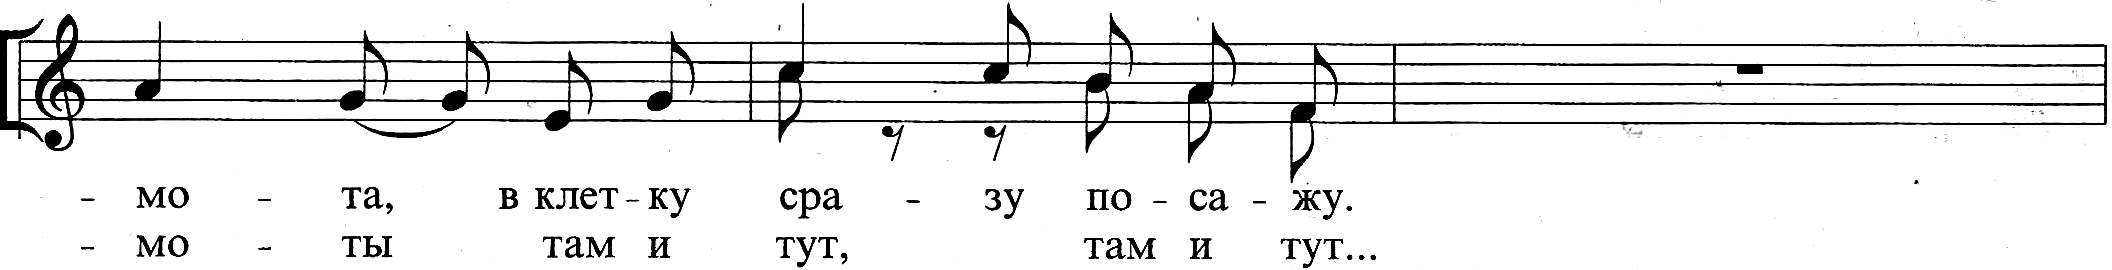 - мо - та, в клет - ку сра - зу по - са - жу.
- мо - ты там и тут, там и тут...